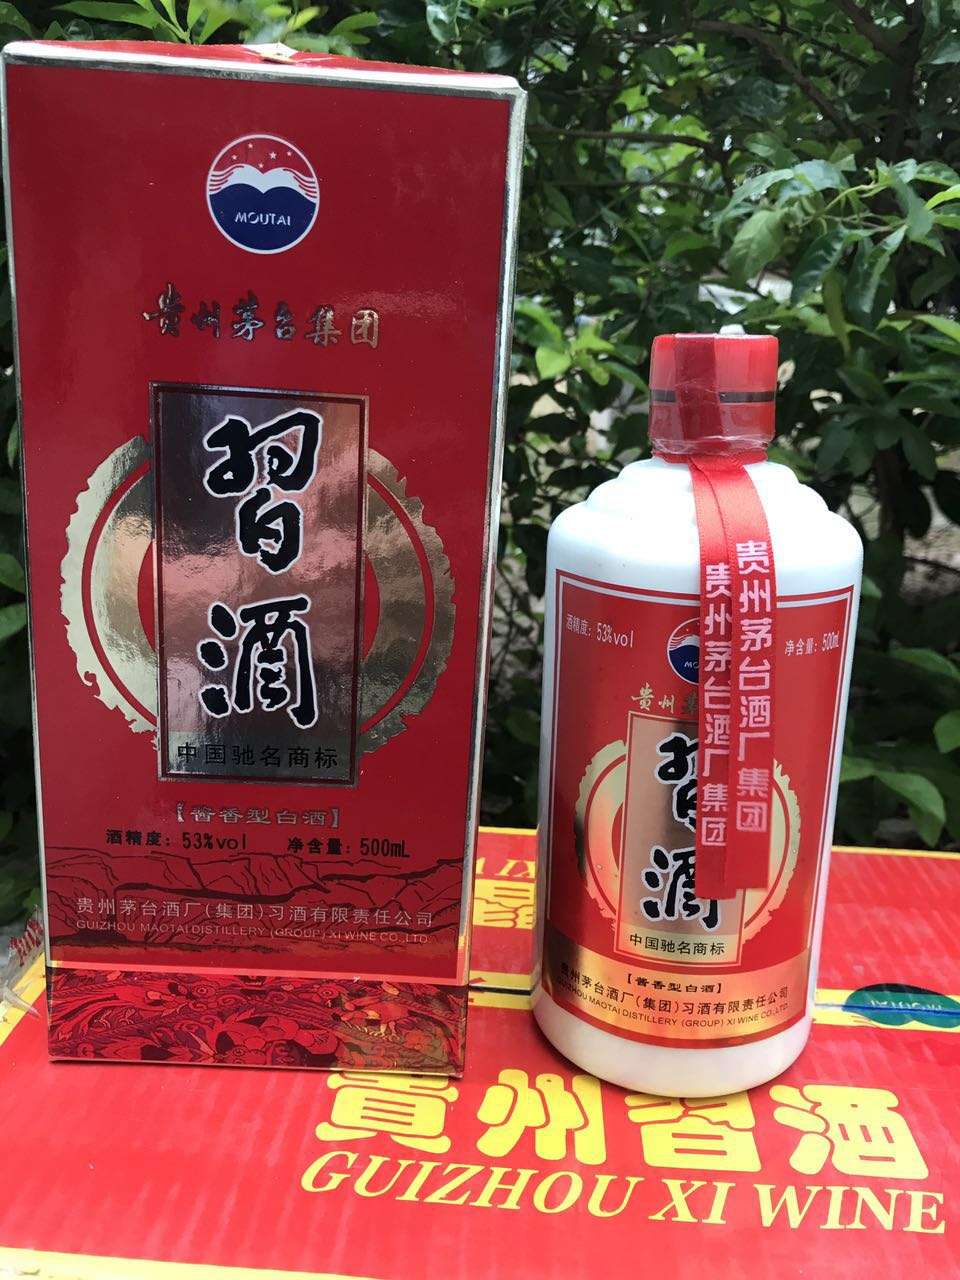 MOUTAI
贵州茅台集团
習
酒
中国驰名商标
【酱香型白酒】
酒精度：53%vol 净含量：500mL
贵州茅台酒厂(集团)习酒有限责任公司
GUIZHOU MAOTAI DISTILLERY (GROUP) XI WINE CO.,LTD
贵州茅台酒厂集团
贵州茅台酒厂集团
酒精度：53%vol
净含量：500mL
MOUTAI
贵州
習
酒
中国驰名商标
【酱香型白酒】
贵州茅台酒厂(集团)习酒有限责任公司
GUIZHOU MAOTAI DISTILLERY (GROUP) XI WINE CO.,LTD
貴州習酒
GUIZHOU XI WINE